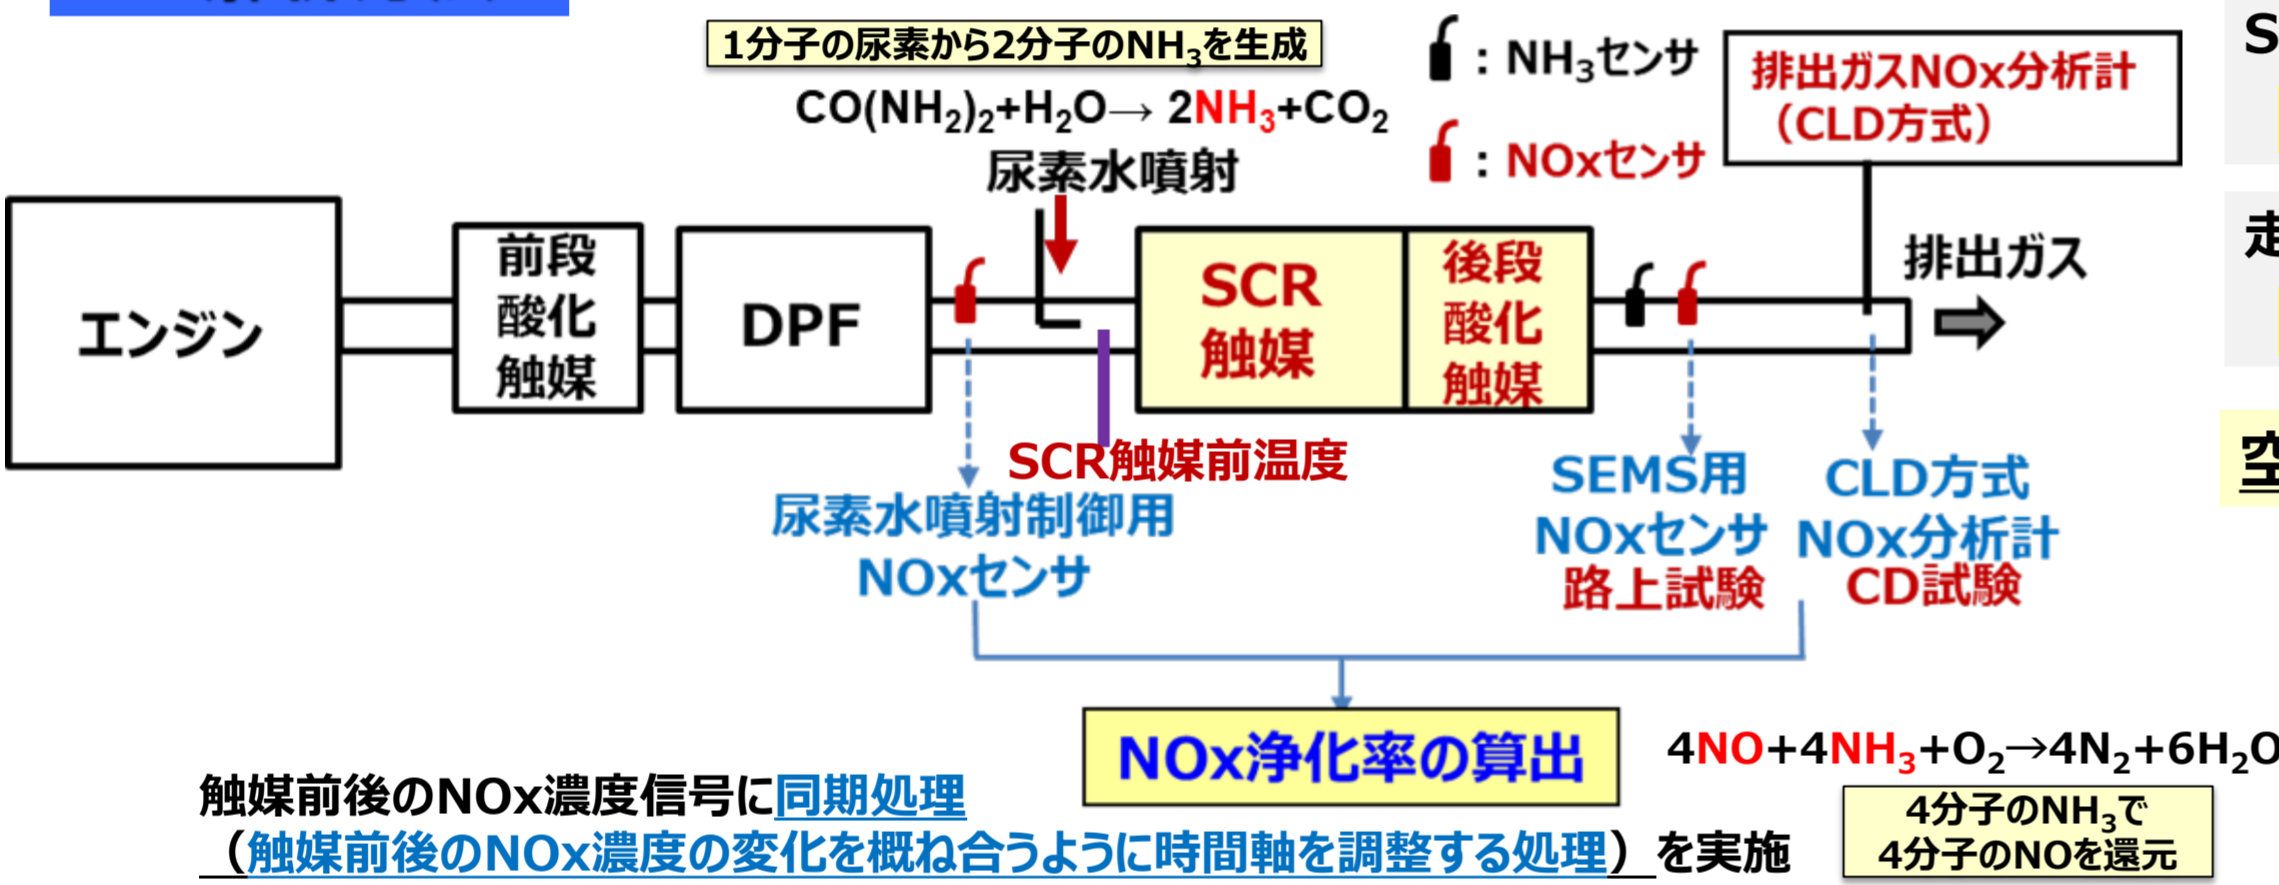 1分子の尿素から2分子のNH₃を生成
CO(NH₂)₂+H₂O→ 2NH₃+CO₂
尿素水噴射
：NH₃センサ
：NOxセンサ
排出ガスNOx分析計
（CLD方式）
エンジン
前段
酸化
触媒
DPF
SCR
触媒
後段
酸化
触媒
排出ガス
SCR触媒前温度
尿素水噴射制御用
NOxセンサ
SEMS用
NOxセンサ
路上試験
CLD方式
NOx分析計
CD試験
NOx浄化率の算出
4NO+4NH₃+O₂→4N₂+6H₂O
4分子のNH₃で
4分子のNOを還元
触媒前後のNOx濃度信号に同期処理
（触媒前後のNOx濃度の変化を概ね合うように時間軸を調整する処理）を実施
S